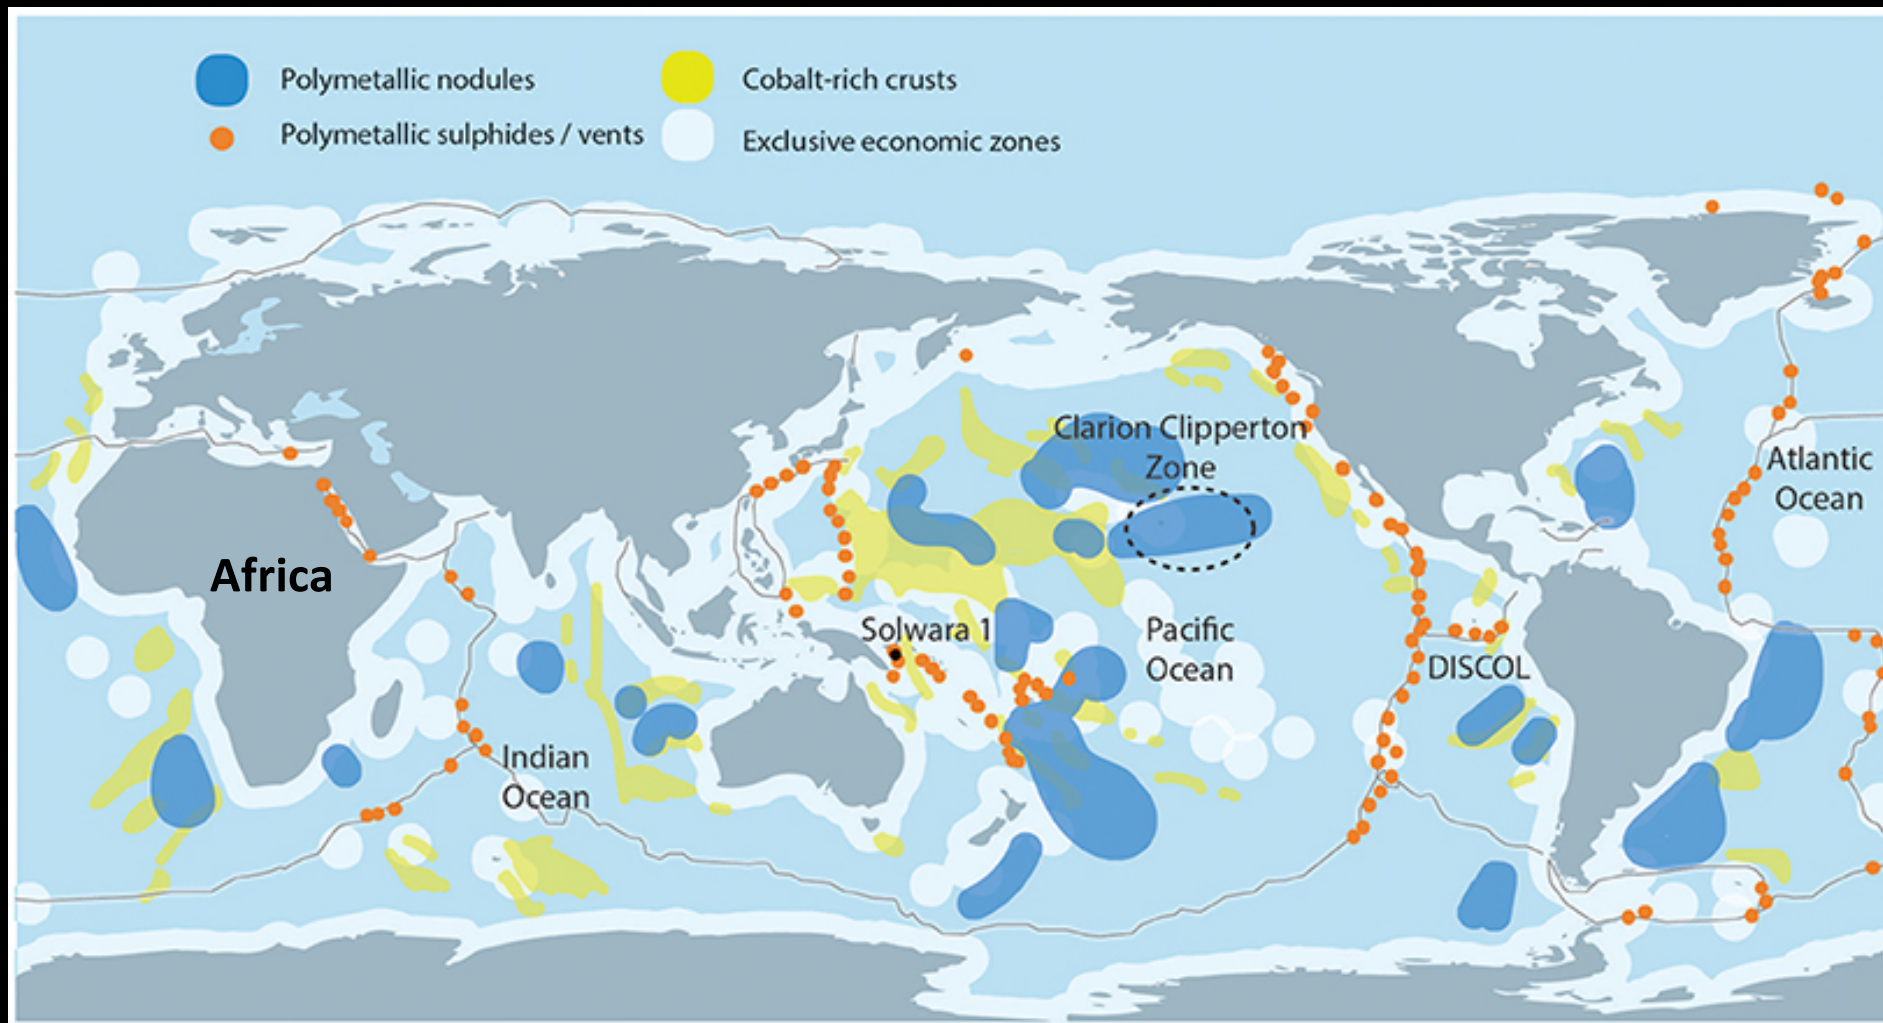 Polymetallic nodules
Cobalt-rich crusts
Polymetallic sulphides / vents
Exclusive economic zones
Clarion Clipperton
Zone
Atlantic
Ocean
Africa
Solwara 1
Pacific
Ocean
DISCOL
Indian
Ocean